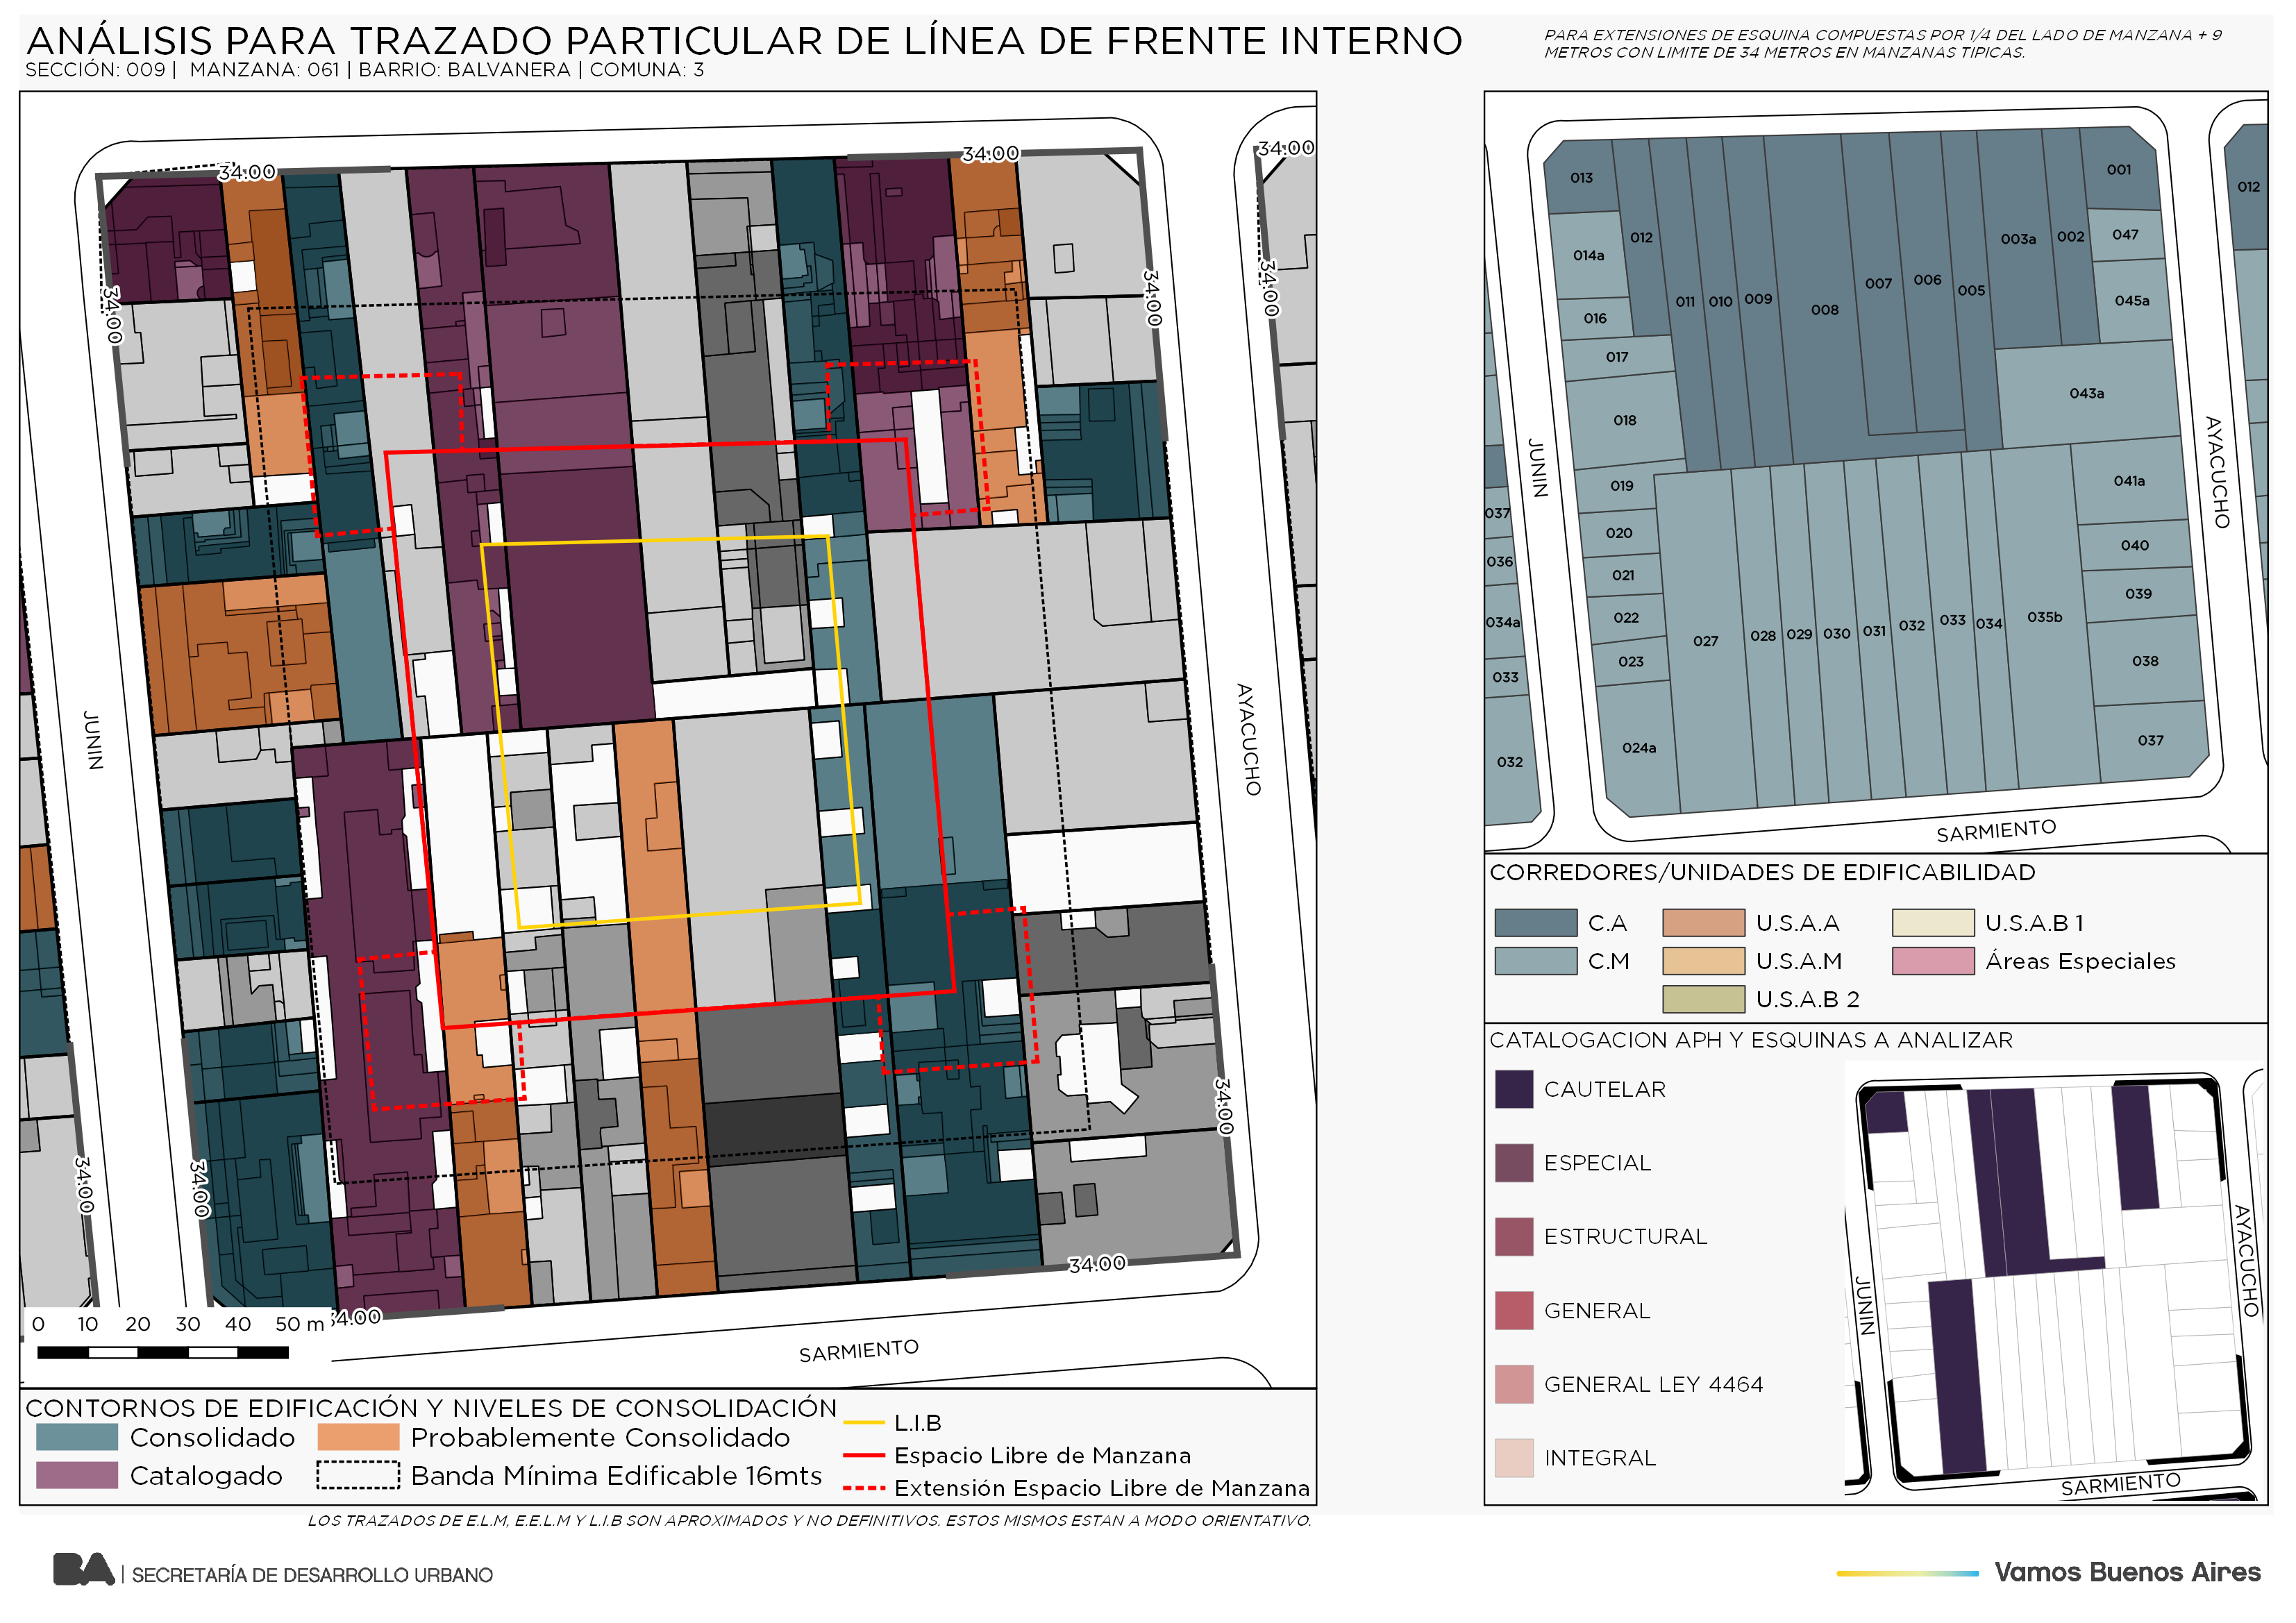 ANÁLISIS PARA TRAZADO PARTICULAR DE LÍNEA DE FRENTE INTERNO
SECCIÓN: 009 | MANZANA: 061 | BARRIO: BALVANERA | COMUNA: 3
PARA EXTENSIONES DE ESQUINA COMPUESTAS POR 1/4 DEL LADO DE MANZANA + 9
METROS CON LIMITE DE 34 METROS EN MANZANAS TIPICAS.
34.00
34.00
34.00
34.00
34.00
34.00
JUNIN
AYACUCHO
34.00
34.00
34.00
34.00
34.00
SARMIENTO
0 10 20 30 40 50 m
CONTORNOS DE EDIFICACIÓN Y NIVELES DE CONSOLIDACIÓN
Consolidado
Probablemente Consolidado
Catalogado
Banda Mínima Edificable 16mts
L.I.B
Espacio Libre de Manzana
Extensión Espacio Libre de Manzana
013
001
012
014a
012
003a
002
047
016
011
010
009
008
007
006
005
045a
017
018
043a
JUNIN
AYACUCHO
019
041a
037
020
040
036
021
039
034a
022
027
028
029
030
031
032
033
034
035b
023
038
033
024a
037
032
SARMIENTO
CORREDORES/UNIDADES DE EDIFICABILIDAD
C.A
U.S.A.A
U.S.A.B 1
C.M
U.S.A.M
Áreas Especiales
U.S.A.B 2
CATALOGACION APH Y ESQUINAS A ANALIZAR
CAUTELAR
ESPECIAL
ESTRUCTURAL
GENERAL
GENERAL LEY 4464
INTEGRAL
JUNIN
AYACUCHO
SARMIENTO
LOS TRAZADOS DE E.L.M, E.E.L.M Y L.I.B SON APROXIMADOS Y NO DEFINITIVOS. ESTOS MISMOS ESTAN A MODO ORIENTATIVO.
BA | SECRETARÍA DE DESARROLLO URBANO
Vamos Buenos Aires